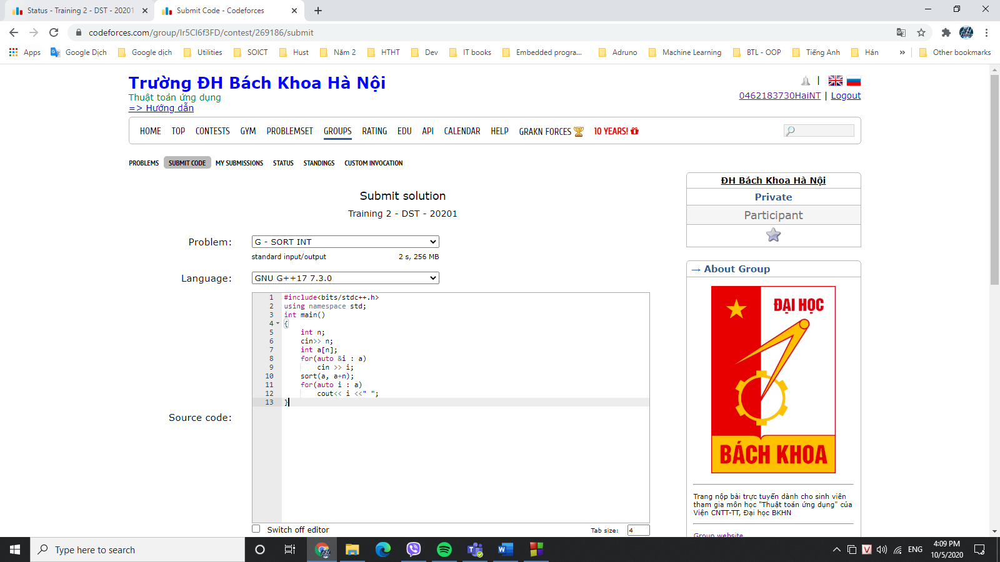 Status - Training 2 - DST - 20201
Submit Code - Codeforces
codeforces.com/group/lr5Cl6f3FD/contest/269186/submit
Apps Google Dịch Google dịch Utilities SOICT Hust Năm 2 HTHT Dev IT books Embedded progra... Adruno Machine Learning BTL - OOP Tiếng Anh Hán » Other bookmarks
Trường ĐH Bách Khoa Hà Nội
Thuật toán ứng dụng
=> Hướng dẫn
|
0462183730HaiNT | Logout
HOME TOP CONTESTS GYM PROBLEMSET GROUPS RATING EDU API CALENDAR HELP GRAKN FORCES 10 YEARS!
PROBLEMS SUBMIT CODE MY SUBMISSIONS STATUS STANDINGS CUSTOM INVOCATION
Submit solution
Training 2 - DST - 20201
Problem: G - SORT INT
standard input/output 2 s, 256 MB
Language: GNU G++17 7.3.0
Source code:
1 #include<bits/stdc++.h>
2 using namespace std;
3 int main()
4 {
5 int n;
6 cin>> n;
7 int a[n];
8 for(auto &i : a)
9 cin >> i;
10 sort(a, a+n);
11 for(auto i : a)
12 cout<< i <<" ";
13 }
Switch off editor
Tab size: 4
ĐH Bách Khoa Hà Nội
Private
Participant
→ About Group
ĐẠI HỌC
BÁCH KHOA
Trang nộp bài trực tuyến dành cho sinh viên
tham gia môn học "Thuật toán ứng dụng" của
Viện CNTT-TT, Đại học BKHN
Group website
Type here to search
ENG
4:09 PM
10/5/2020